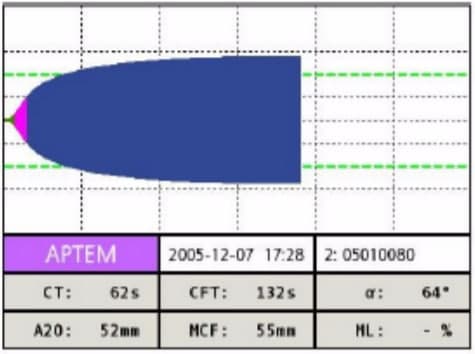 APTEM 2005-12-07 17:28 2: 05010080
CT: 62s CFT: 132s α: 64°
A20: 52mm MCF: 55mm ML: - %